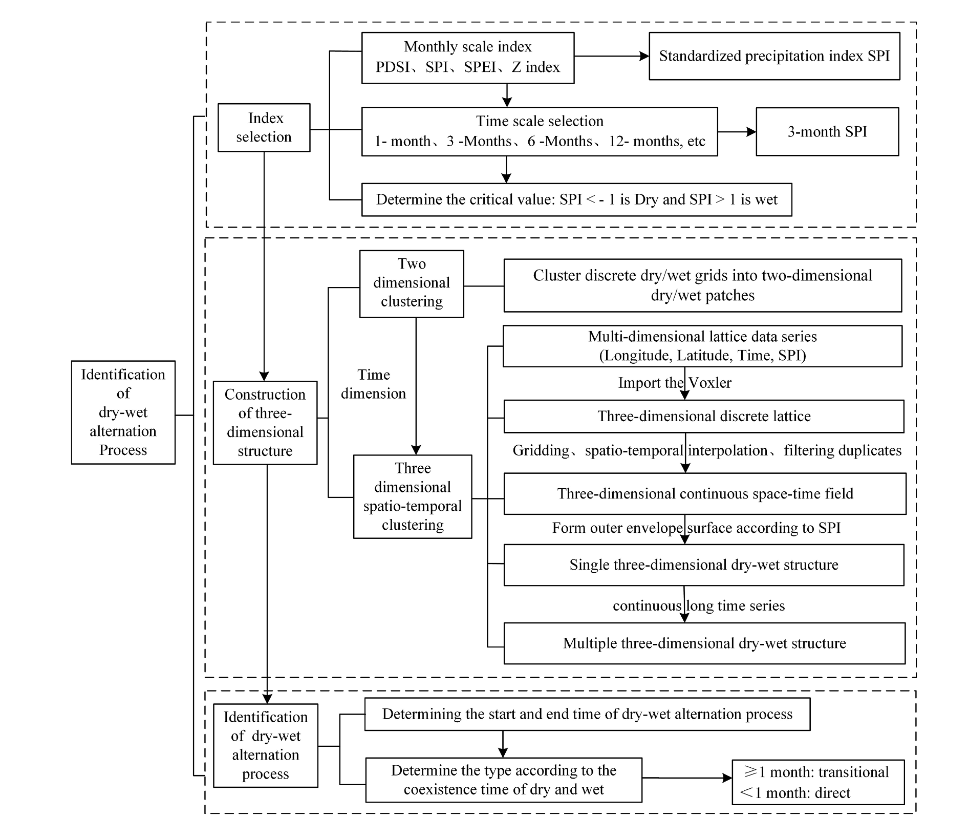 Monthly scale index
PDSI、SPI、SPEI、Z index
Standardized precipitation index SPI
Index
selection
Time scale selection
1- month、3 -Months、6 -Months、12- months, etc
3-month SPI
Determine the critical value: SPI < - 1 is Dry and SPI > 1 is wet
Two
dimensional
clustering
Cluster discrete dry/wet grids into two-dimensional
dry/wet patches
Multi-dimensional lattice data series
(Longitude, Latitude, Time, SPI)
Time
dimension
Import the Voxler
Identification
of
dry-wet
alternation
Process
Construction
of three-
dimensional
structure
Three-dimensional discrete lattice
Gridding、spatio-temporal interpolation、filtering duplicates
Three
dimensional
spatio-temporal
clustering
Three-dimensional continuous space-time field
Form outer envelope surface according to SPI
Single three-dimensional dry-wet structure
continuous long time series
Multiple three-dimensional dry-wet structure
Identification
of dry-wet
alternation
process
Determining the start and end time of dry-wet alternation process
Determine the type according to the
coexistence time of dry and wet
≥1 month: transitional
<1 month: direct